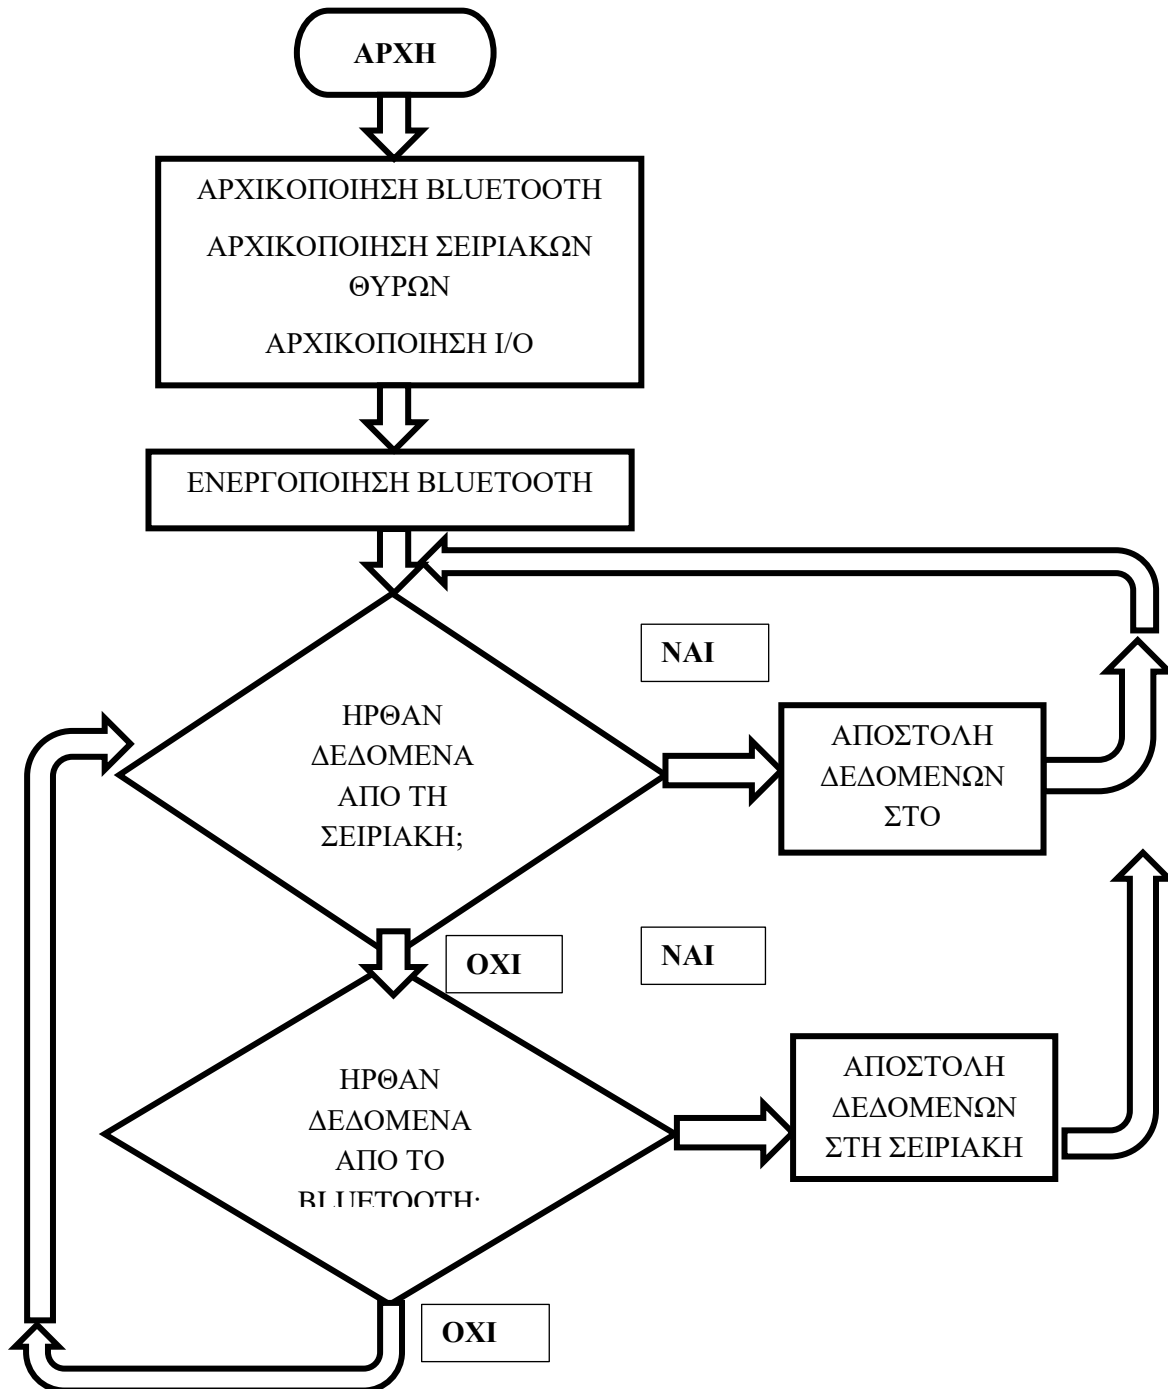 ΑΡΧΗ
ΑΡΧΙΚΟΠΟΙΗΣΗ BLUETOOTH
ΑΡΧΙΚΟΠΟΙΗΣΗ ΣΕΙΡΙΑΚΩΝ
ΘΥΡΩΝ
ΑΡΧΙΚΟΠΟΙΗΣΗ I/O
ΕΝΕΡΓΟΠΟΙΗΣΗ BLUETOOTH
ΝΑΙ
ΗΡΘΑΝ
ΔΕΔΟΜΕΝΑ
ΑΠΟ ΤΗ
ΣΕΙΡΙΑΚΗ;
ΑΠΟΣΤΟΛΗ
ΔΕΔΟΜΕΝΩΝ
ΣΤΟ
ΟΧΙ
ΝΑΙ
ΗΡΘΑΝ
ΔΕΔΟΜΕΝΑ
ΑΠΟ ΤΟ
BLUETOOTH;
ΑΠΟΣΤΟΛΗ
ΔΕΔΟΜΕΝΩΝ
ΣΤΗ ΣΕΙΡΙΑΚΗ
ΟΧΙ